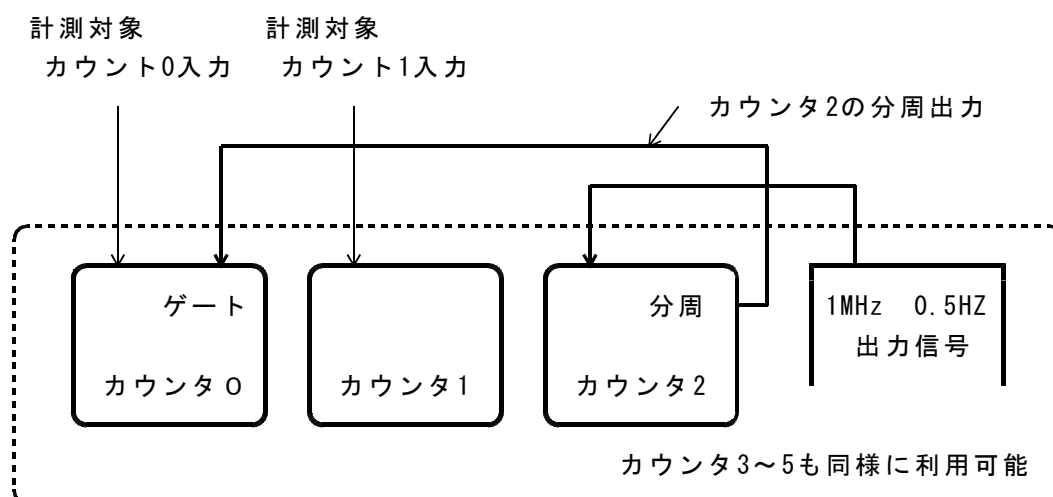 計測対象
カウント0入力
計測対象
カウント1入力
カウンタ2の分周出力
ゲート
カウンタ０
カウンタ1
分周
カウンタ2
1MHz 0.5HZ
出力信号
カウンタ3～5も同様に利用可能